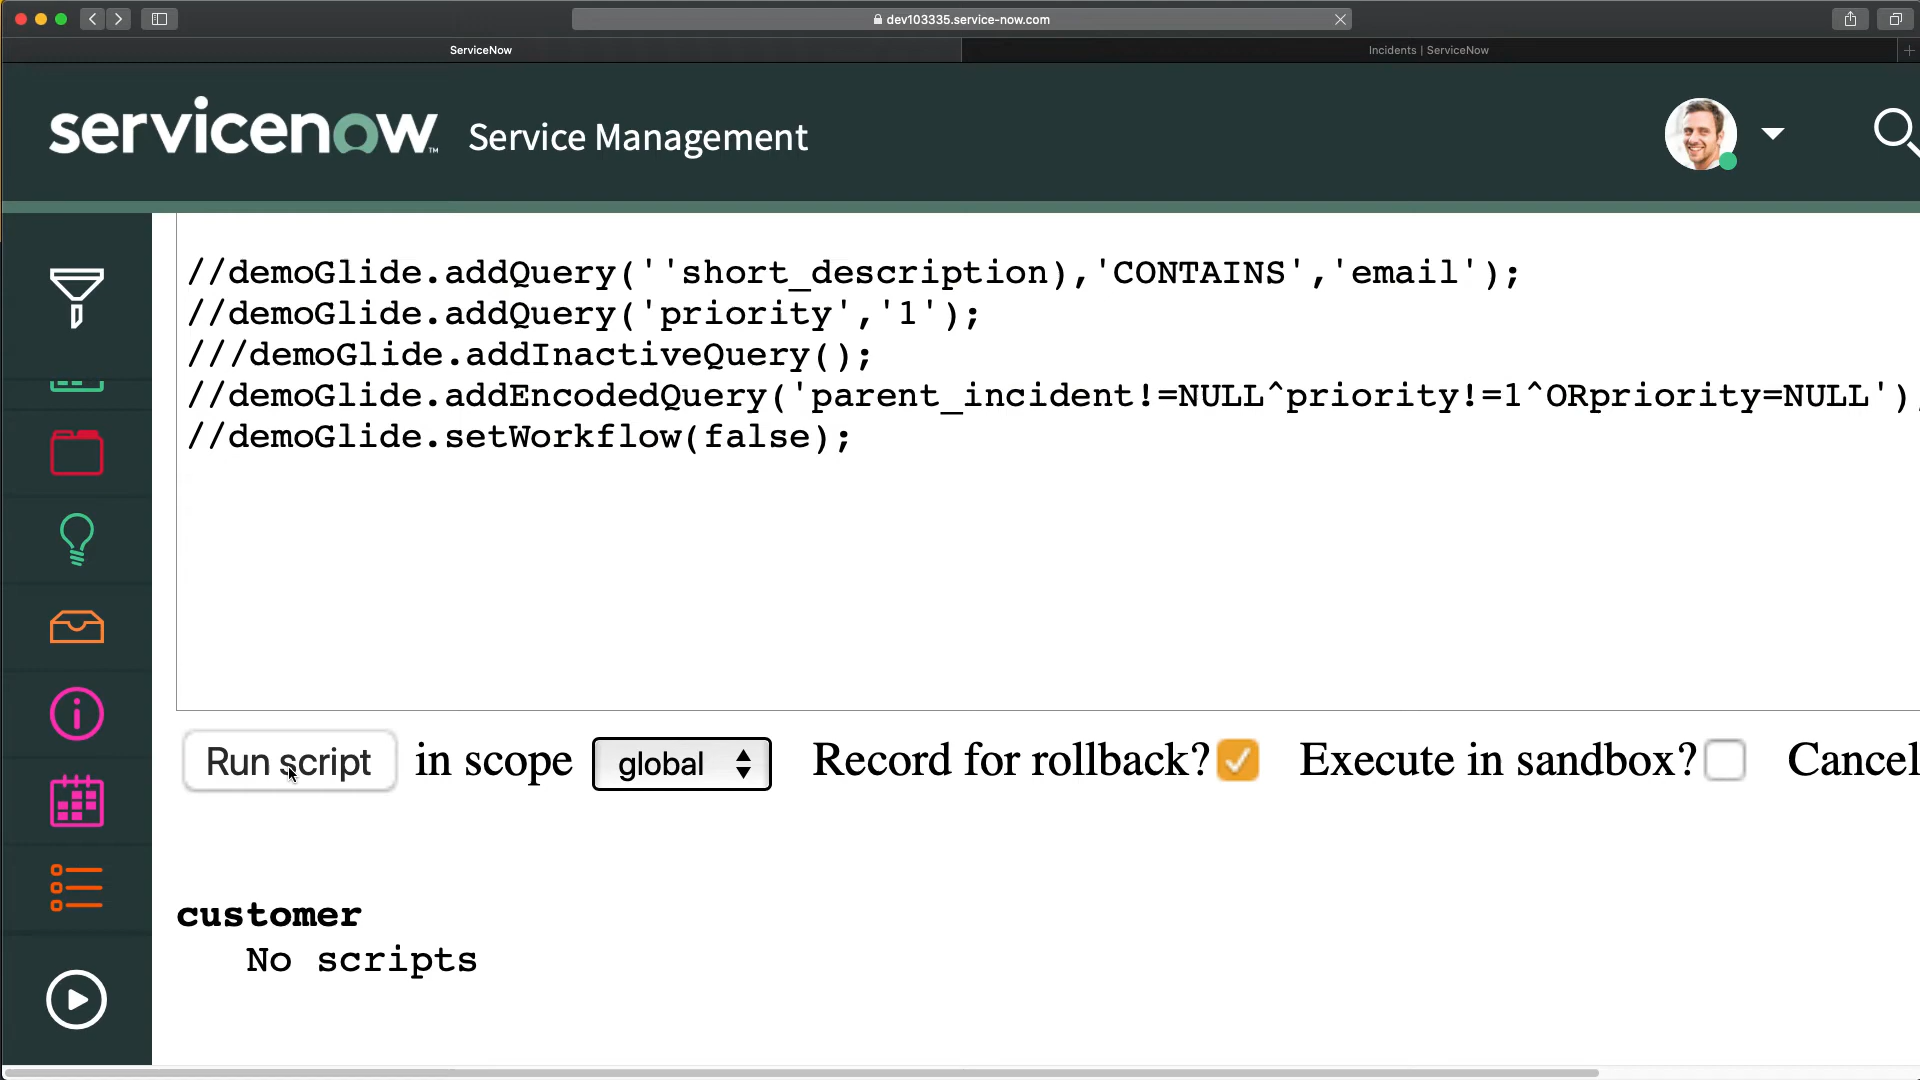 dev103335.service-now.com
ServiceNow
Incidents | ServiceNow
servicenow™ Service Management
//demoGlide.addQuery(''short_description),'CONTAINS','email');
//demoGlide.addQuery('priority','1');
///demoGlide.addInactiveQuery();
//demoGlide.addEncodedQuery('parent_incident!=NULL^priority!=1^ORpriority=NULL')
//demoGlide.setWorkflow(false);
Run script in scope global Record for rollback? Execute in sandbox? Cancel
customer
No scripts